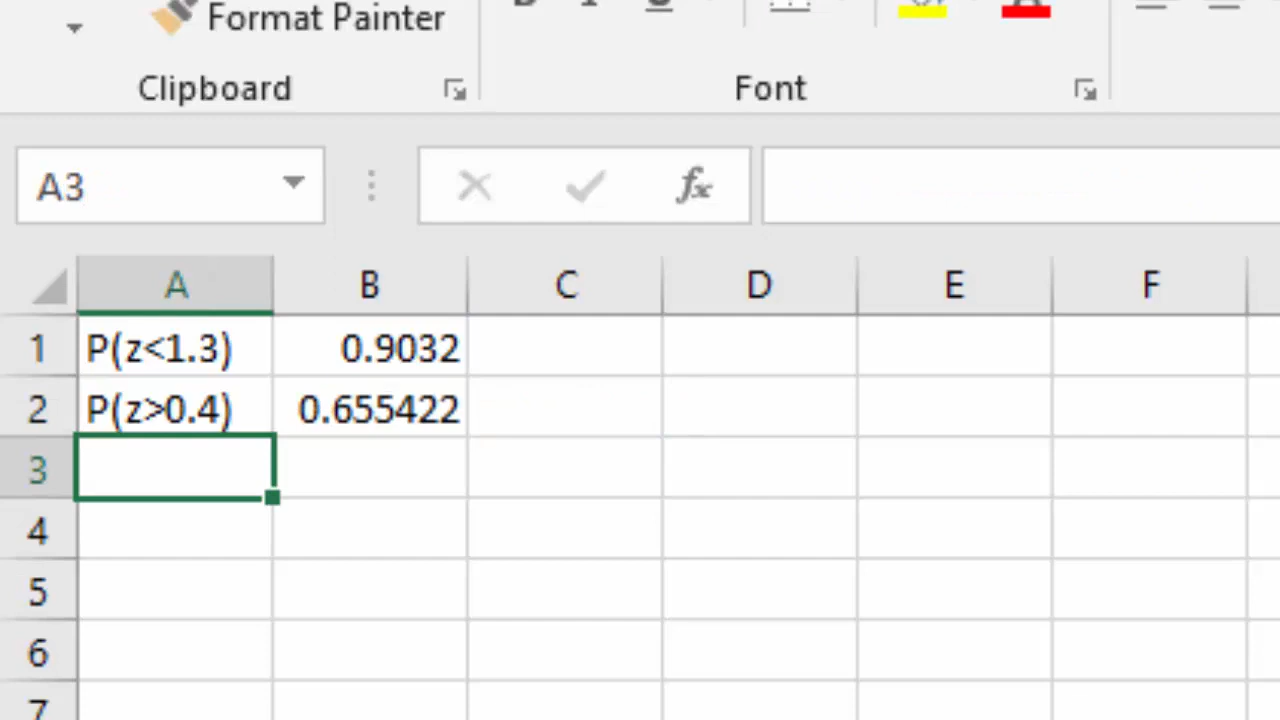 Format Painter
Clipboard
Font
A3
fx
A B C D E F
1 P(z<1.3) 0.9032
2 P(z>0.4) 0.655422
3
4
5
6
7